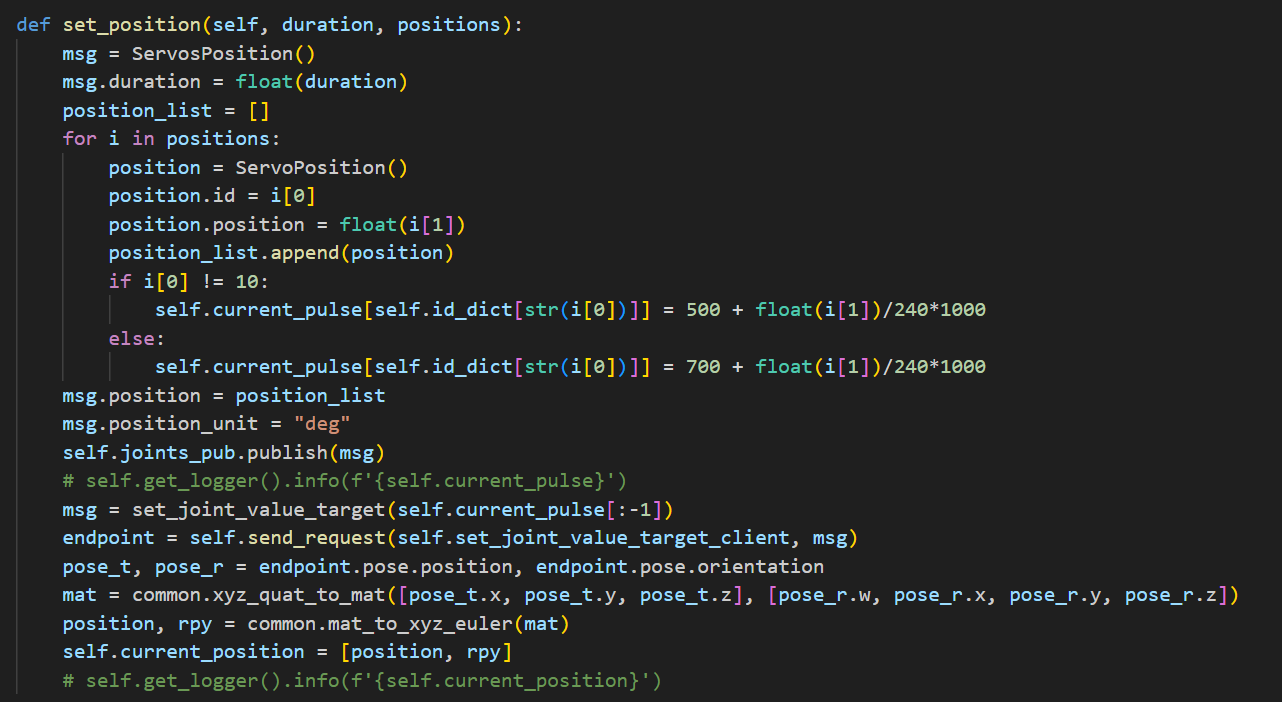 def set_position(self, duration, positions):
    msg = ServosPosition()
    msg.duration = float(duration)
    position_list = []
    for i in positions:
        position = ServoPosition()
        position.id = i[0]
        position.position = float(i[1])
        position_list.append(position)
        if i[0] != 10:
            self.current_pulse[self.id_dict[str(i[0])]] = 500 + float(i[1])/240*1000
        else:
            self.current_pulse[self.id_dict[str(i[0])]] = 700 + float(i[1])/240*1000
    msg.position = position_list
    msg.position_unit = "deg"
    self.joints_pub.publish(msg)
    # self.get_logger().info(f'{self.current_pulse}')
    msg = set_joint_value_target(self.current_pulse[:-1])
    endpoint = self.send_request(self.set_joint_value_target_client, msg)
    pose_t, pose_r = endpoint.pose.position, endpoint.pose.orientation
    mat = common.xyz_quat_to_mat([pose_t.x, pose_t.y, pose_t.z], [pose_r.w, pose_r.x, pose_r.y, pose_r.z])
    position, rpy = common.mat_to_xyz_euler(mat)
    self.current_position = [position, rpy]
    # self.get_logger().info(f'{self.current_position}')